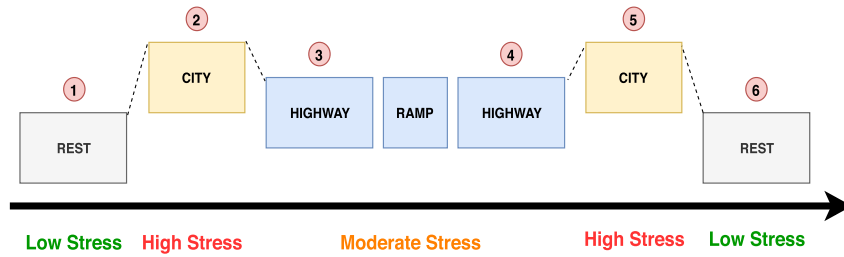 2
5
3
4
1
6
CITY
CITY
HIGHWAY
RAMP
HIGHWAY
REST
REST
Low Stress
High Stress
Moderate Stress
High Stress
Low Stress